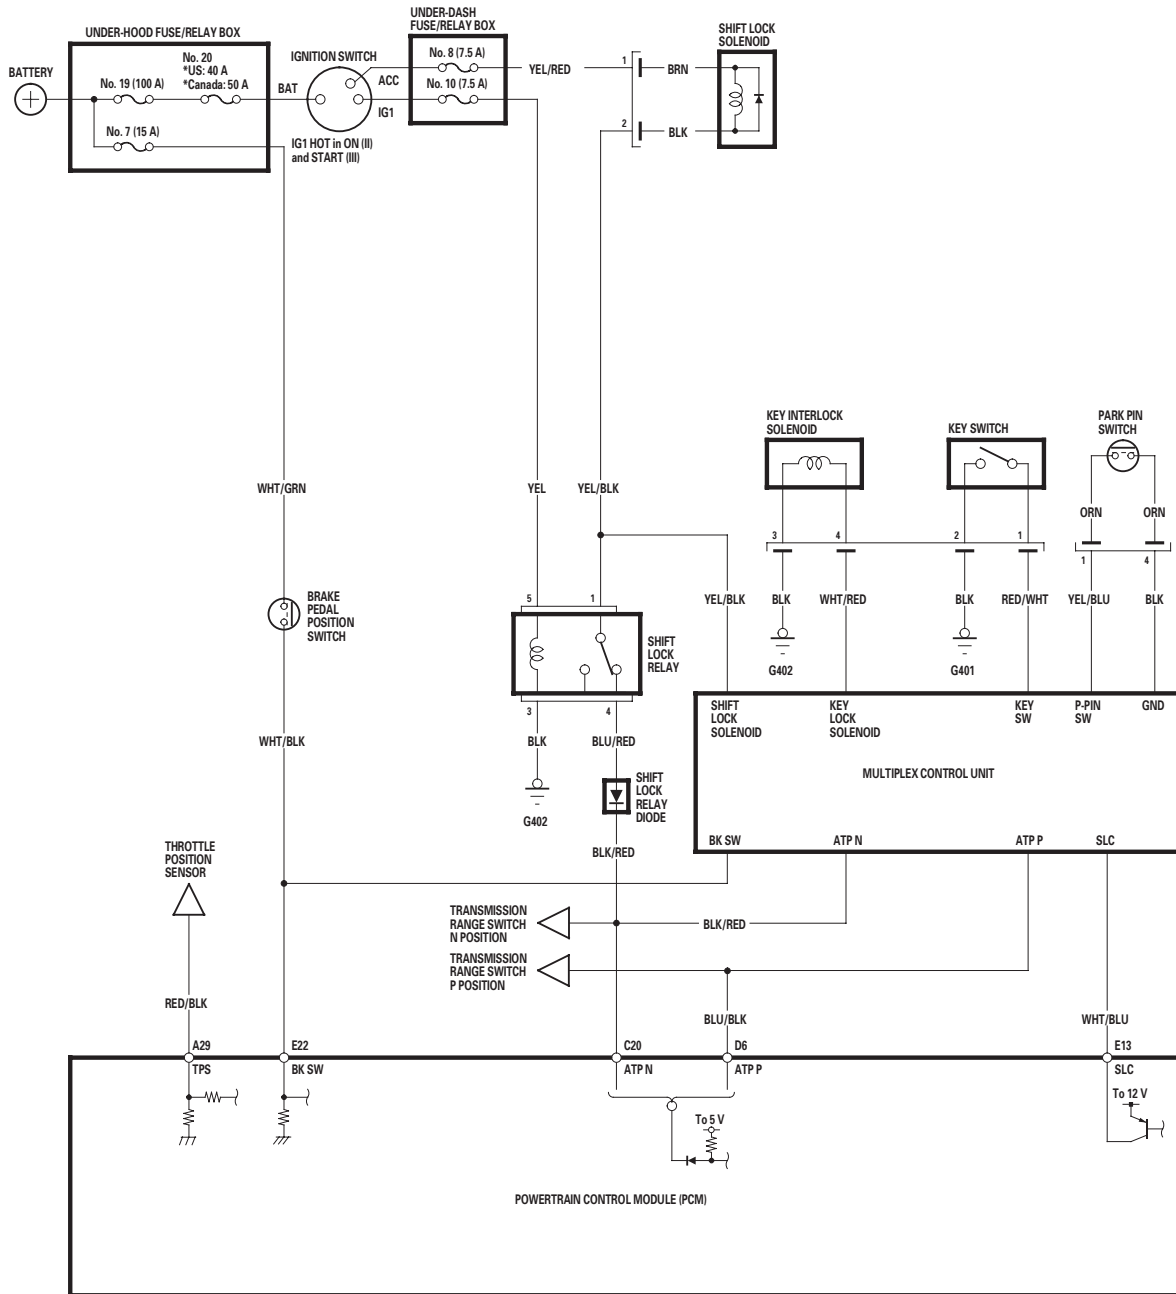 UNDER-HOOD FUSE/RELAY BOX
UNDER-DASH
FUSE/RELAY BOX
SHIFT LOCK
SOLENOID
BATTERY
No. 19 (100 A)
No. 20
*US: 40 A
*Canada: 50 A
No. 7 (15 A)
IGNITION SWITCH
BAT
ACC
IG1
IG1 HOT in ON (II)
and START (III)
No. 8 (7.5 A)
No. 10 (7.5 A)
YEL/RED
1
BRN
2
BLK
WHT/GRN
YEL
YEL/BLK
KEY INTERLOCK
SOLENOID
KEY SWITCH
PARK PIN
SWITCH
ORN
ORN
3
4
2
1
1
4
BLK
WHT/RED
BLK
RED/WHT
YEL/BLU
BLK
G402
G401
BRAKE
PEDAL
POSITION
SWITCH
5
1
YEL/BLK
SHIFT
LOCK
RELAY
3
4
WHT/BLK
BLK
BLU/RED
G402
SHIFT
LOCK
RELAY
DIODE
SHIFT
LOCK
SOLENOID
KEY
LOCK
SOLENOID
KEY
SW
P-PIN
SW
GND
MULTIPLEX CONTROL UNIT
BK SW
ATP N
ATP P
SLC
BLK/RED
THROTTLE
POSITION
SENSOR
TRANSMISSION
RANGE SWITCH
N POSITION
BLK/RED
TRANSMISSION
RANGE SWITCH
P POSITION
RED/BLK
BLU/BLK
WHT/BLU
A29
E22
C20
D6
E13
TPS
BK SW
ATP N
ATP P
SLC
To 5 V
To 12 V
POWERTRAIN CONTROL MODULE (PCM)